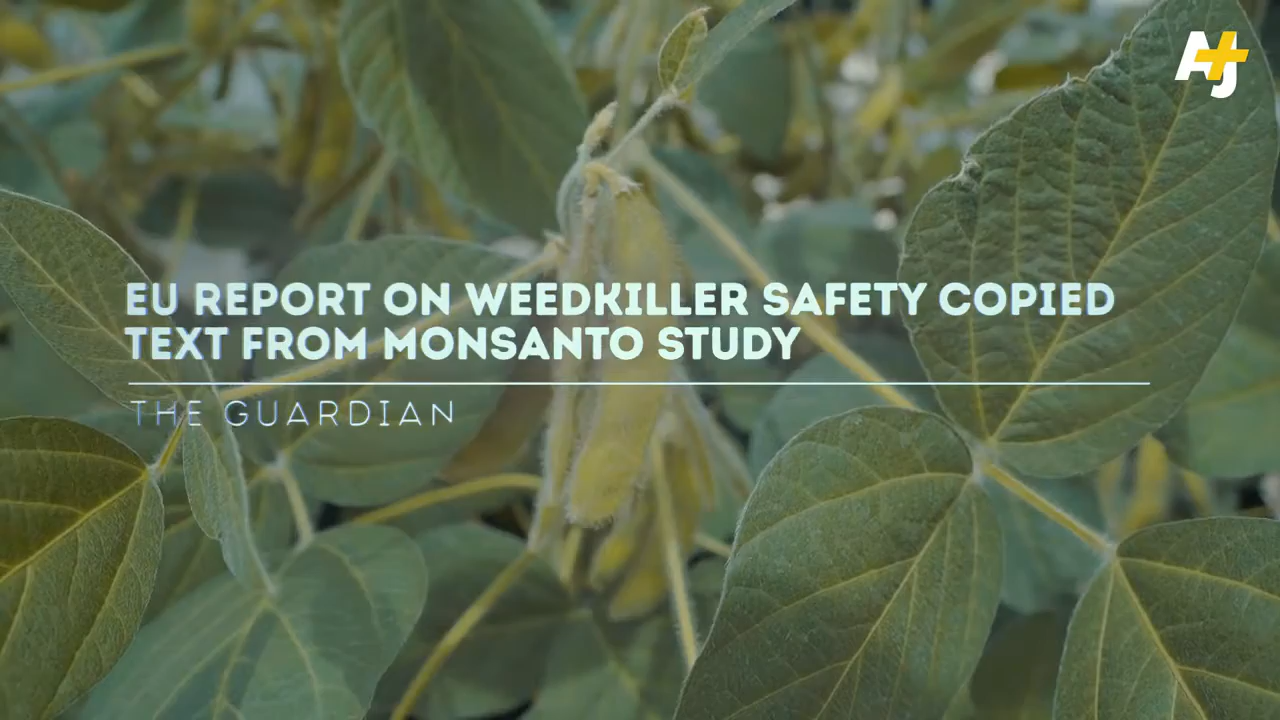 AJ+
EU REPORT ON WEEDKILLER SAFETY COPIED
TEXT FROM MONSANTO STUDY
THE GUARDIAN